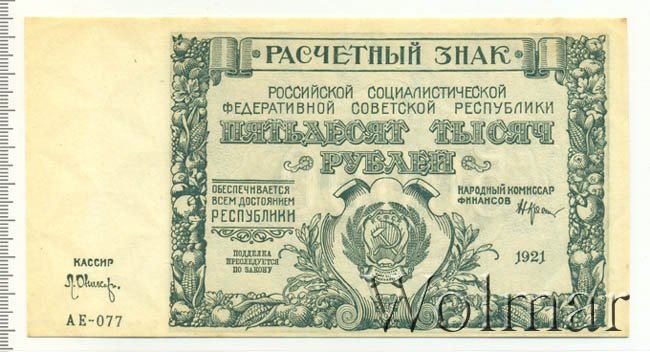 РАСЧЕТНЫЙ ЗНАК
РОССИЙСКОЙ СОЦИАЛИСТИЧЕСКОЙ
ФЕДЕРАТИВНОЙ СОВЕТСКОЙ РЕСПУБЛИКИ
ПЯТЬДЕСЯТ ТЫСЯЧ
РУБЛЕЙ
ОБЕСПЕЧИВАЕТСЯ
ВСЕМ ДОСТОЯНИЕМ
РЕСПУБЛИКИ
НАРОДНЫЙ КОМИССАР
ФИНАНСОВ
ПОДДЕЛКА
ПРЕСЛЕДУЕТСЯ
ПО ЗАКОНУ
1921
КАССИР
АЕ-077
Wolmar